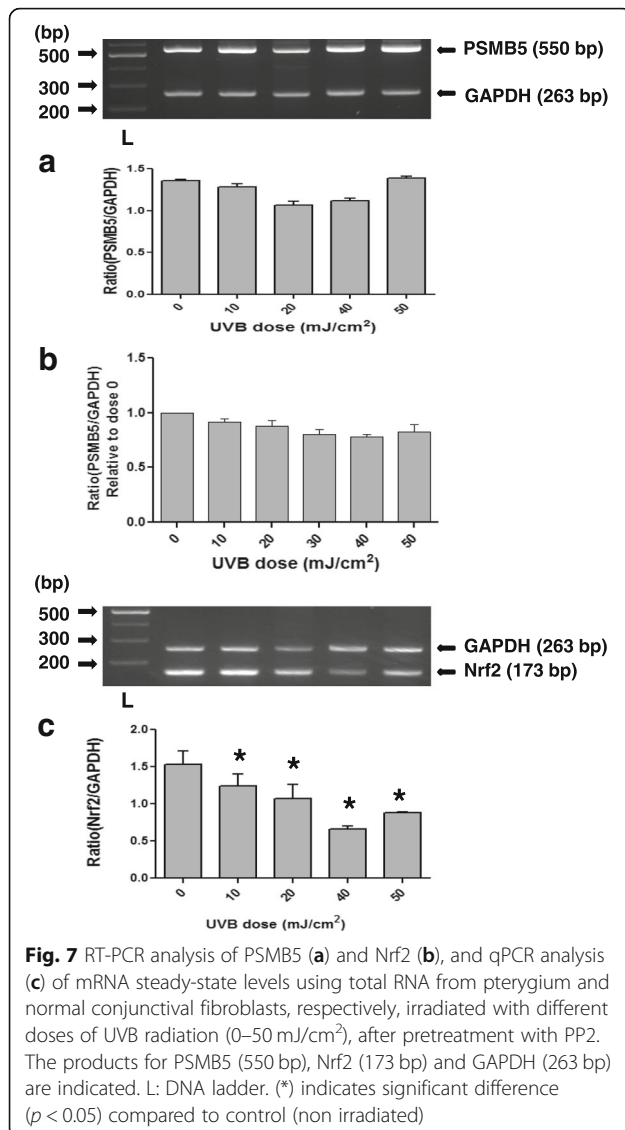 (bp)
500
300
200
PSMB5 (550 bp)
GAPDH (263 bp)
L
a
Ratio(PSMB5/GAPDH)
1.5
1.0
0.5
0.0
0 10 20 40 50
UVB dose (mJ/cm²)
b
Ratio(PSMB5/GAPDH)
Relative to dose 0
1.5
1.0
0.5
0.0
0 10 20 30 40 50
UVB dose (mJ/cm²)
(bp)
500
300
200
GAPDH (263 bp)
Nrf2 (173 bp)
L
c
Ratio(Nrf2/GAPDH)
2.0
1.5
1.0
0.5
0.0
* * * *
0 10 20 40 50
UVB dose (mJ/cm²)
Fig. 7 RT-PCR analysis of PSMB5 (a) and Nrf2 (b), and qPCR analysis
(c) of mRNA steady-state levels using total RNA from pterygium and
normal conjunctival fibroblasts, respectively, irradiated with different
doses of UVB radiation (0–50 mJ/cm²), after pretreatment with PP2.
The products for PSMB5 (550 bp), Nrf2 (173 bp) and GAPDH (263 bp)
are indicated. L: DNA ladder. (*) indicates significant difference
(p < 0.05) compared to control (non irradiated)